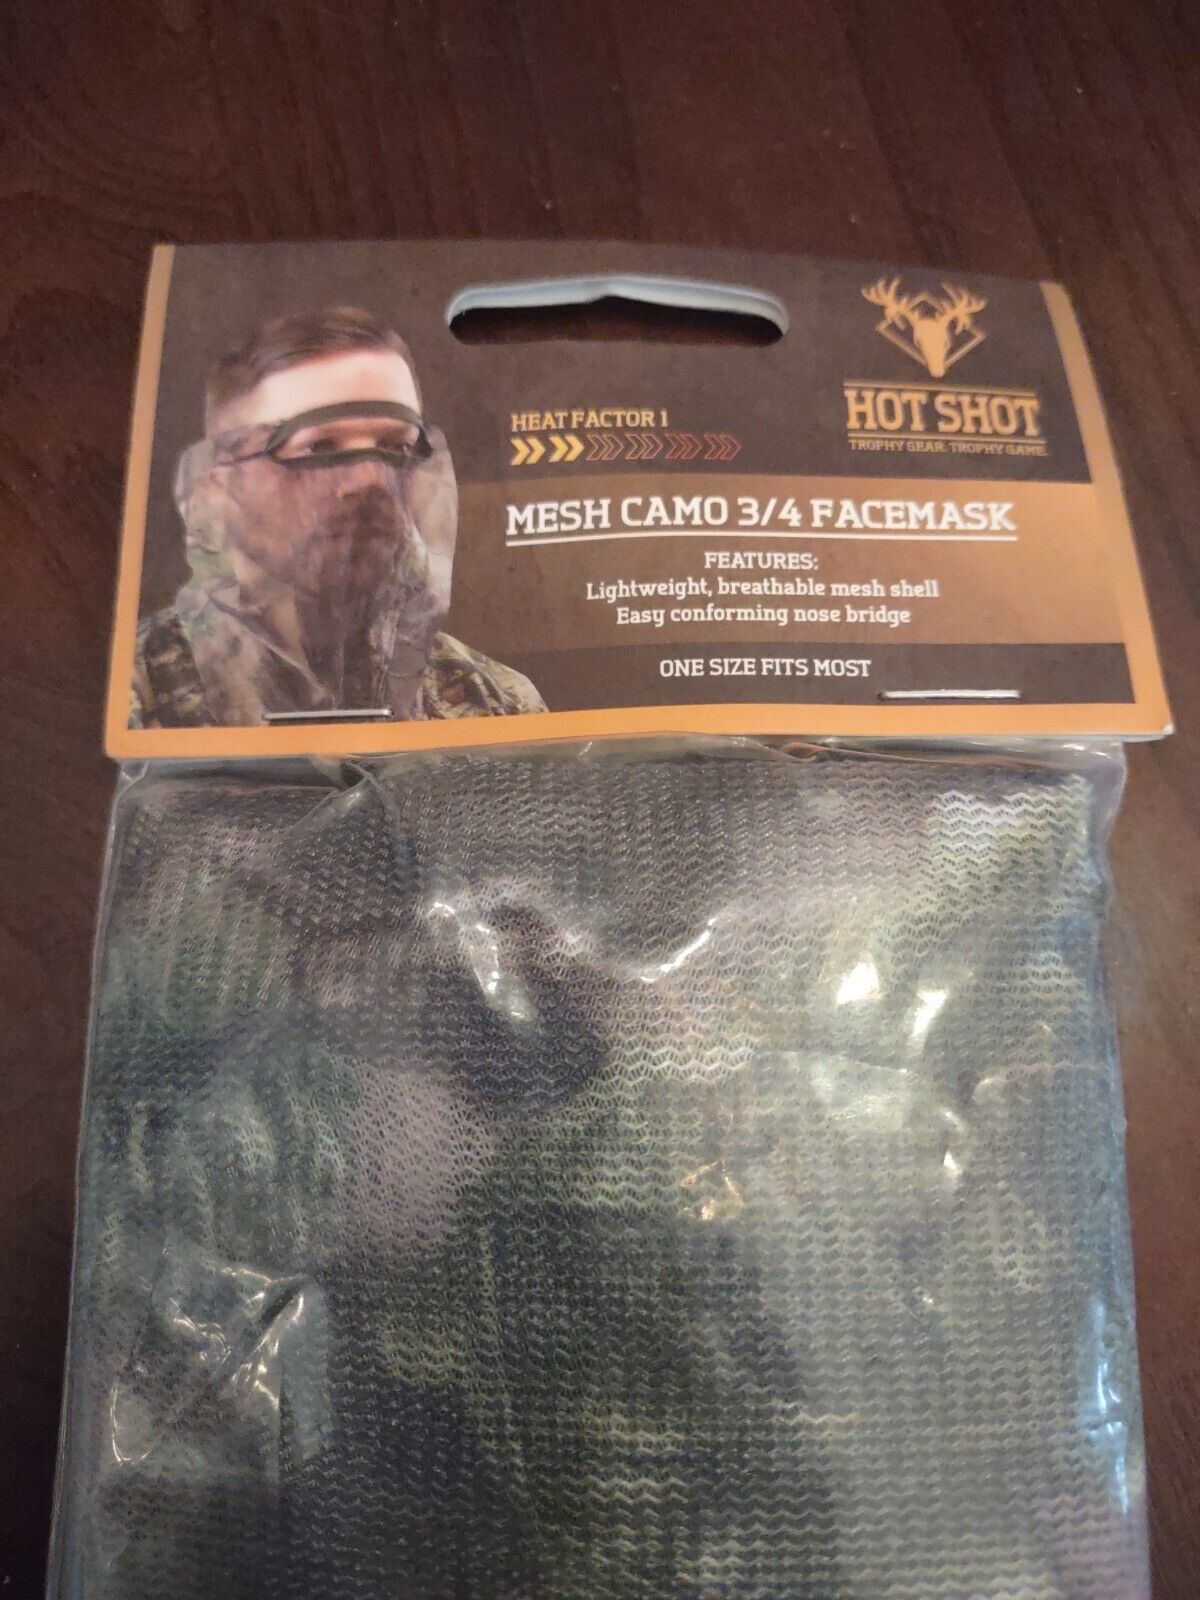 HOT SHOT
TROPHY GEAR. TROPHY GAME.
HEAT FACTOR 1
MESH CAMO 3/4 FACEMASK
FEATURES:
Lightweight, breathable mesh shell
Easy conforming nose bridge
ONE SIZE FITS MOST